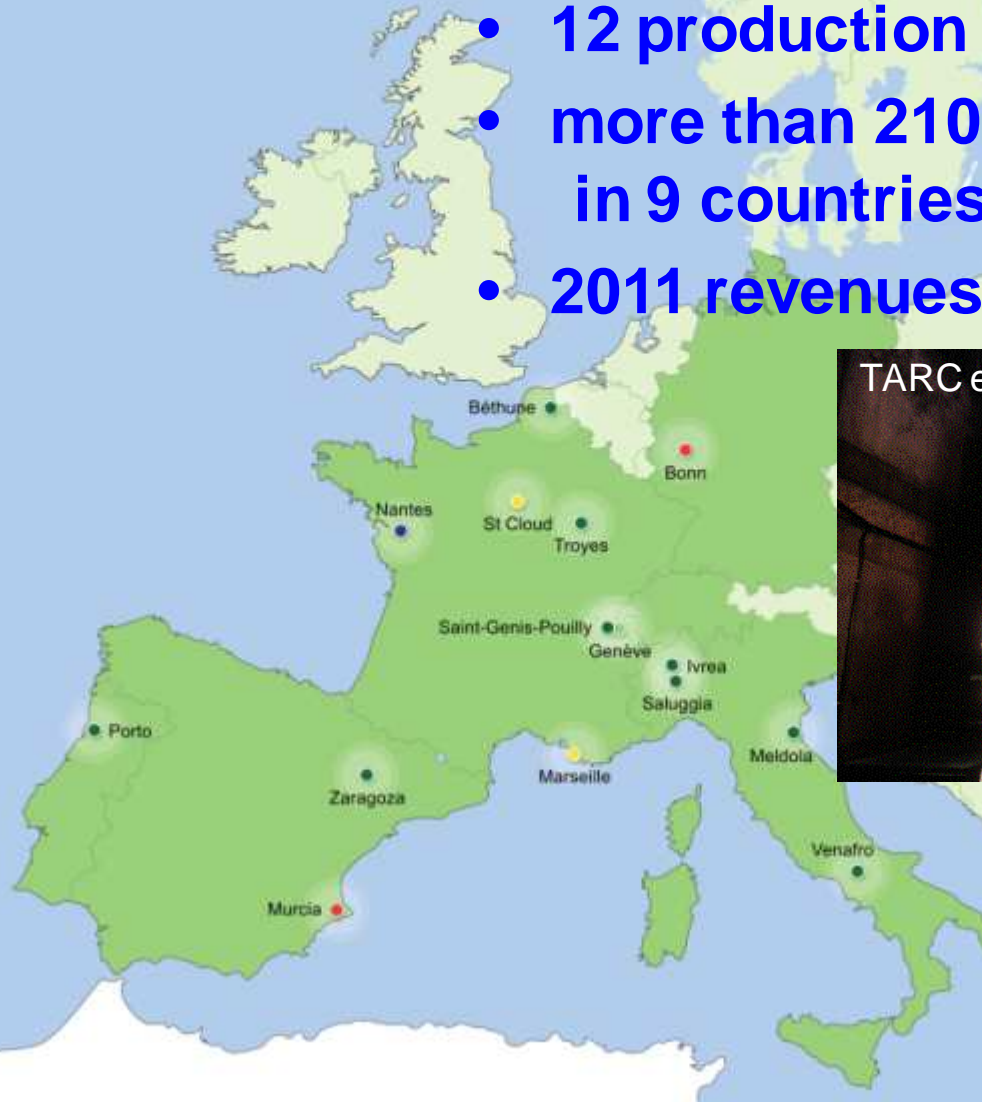 • 12 production
• more than 210
in 9 countries
• 2011 revenues
TARC e
Béthune
Bonn
Nantes
St Cloud
Troyes
Saint-Genis-Pouilly
Genève
Ivrea
Saluggia
Porto
Meldola
Marseille
Zaragoza
Venafro
Murcia